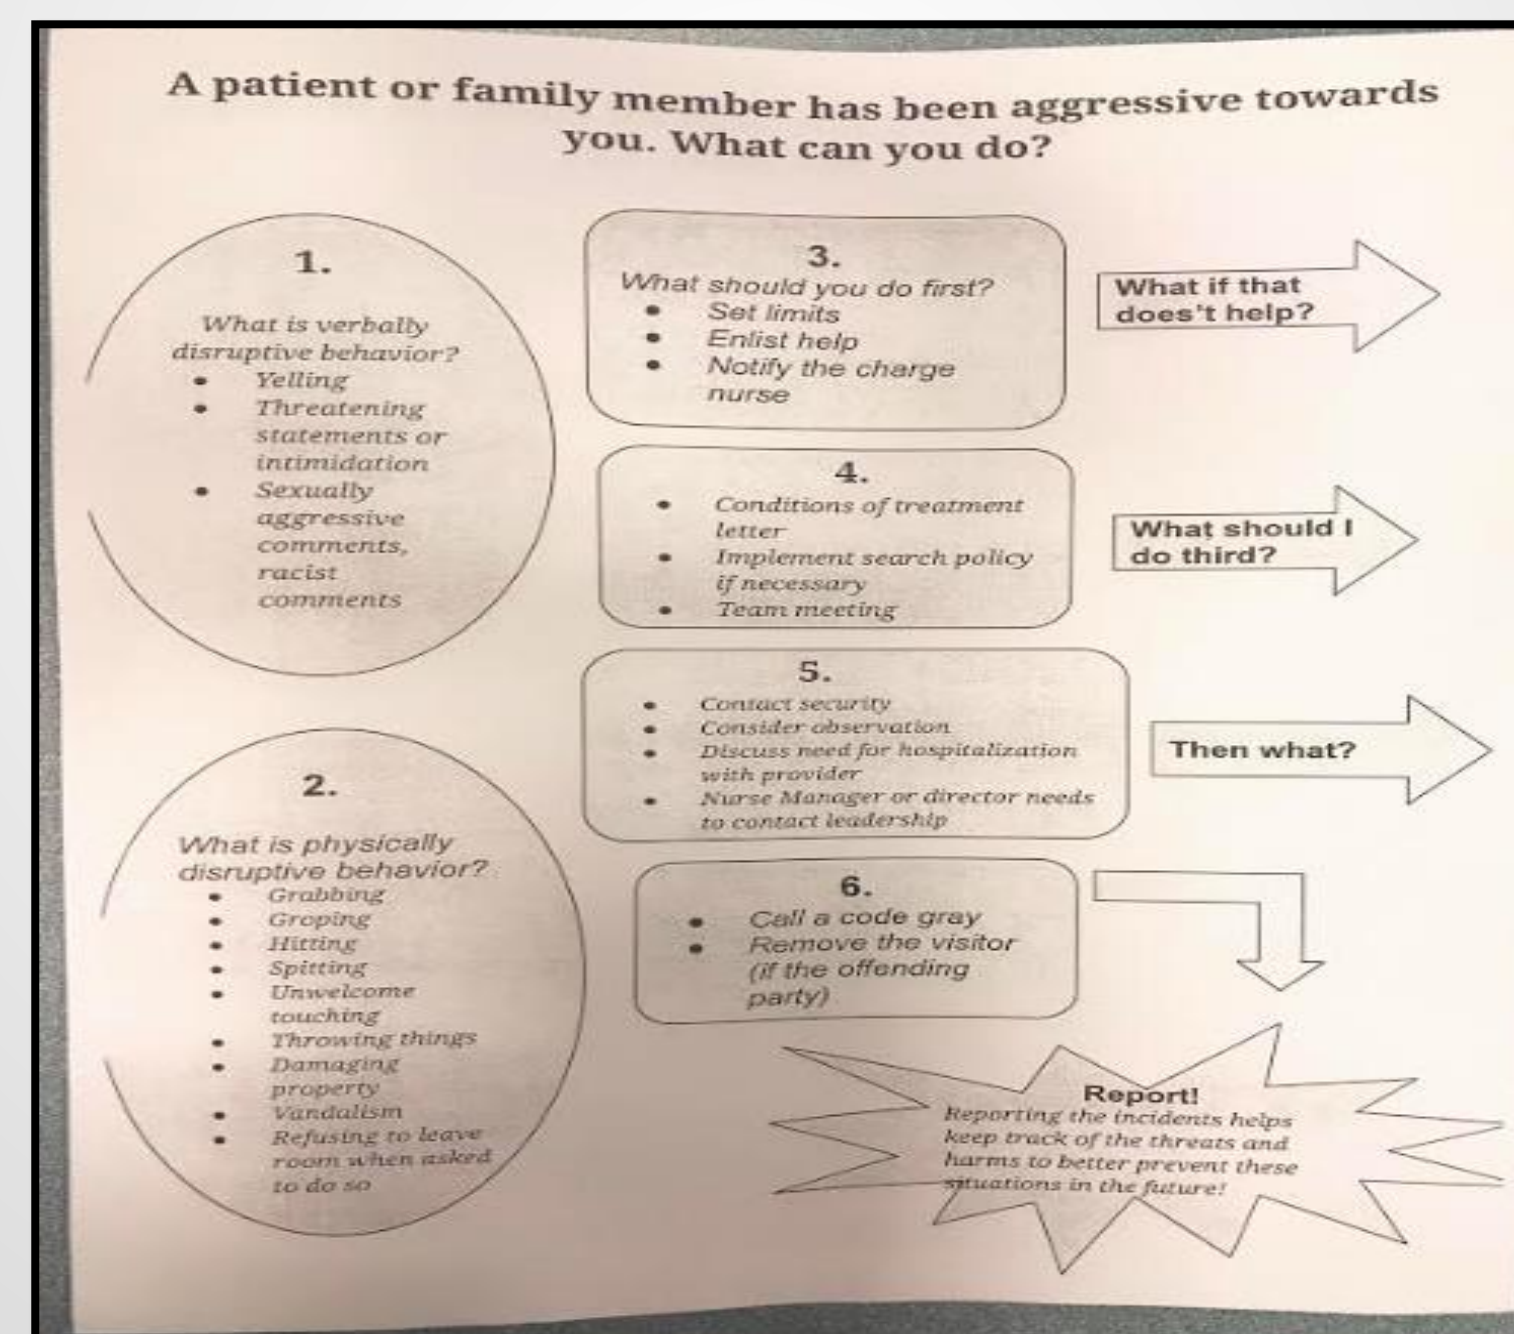 A patient or family member has been aggressive towards
you. What can you do?
1.
What is verbally
disruptive behavior?
• Yelling
• Threatening
statements or
intimidation
• Sexually
aggressive
comments,
racist
comments
2.
What is physically
disruptive behavior?
• Grabbing
• Groping
• Hitting
• Spitting
• Unwelcome
touching
• Throwing things
• Damaging
property
• Vandalism
• Refusing to leave
room when asked
to do so
3.
What should you do first?
• Set limits
• Enlist help
• Notify the charge
nurse
What if that
does't help?
4.
• Conditions of treatment
letter
• Implement search policy
if necessary
• Team meeting
What should I
do third?
5.
• Contact security
• Consider observation
• Discuss need for hospitalization
with provider
• Nurse Manager or director needs
to contact leadership
Then what?
6.
• Call a code gray
• Remove the visitor
(if the offending
party)
Report!
Reporting the incidents helps
keep track of the threats and
harms to better prevent these
situations in the future!